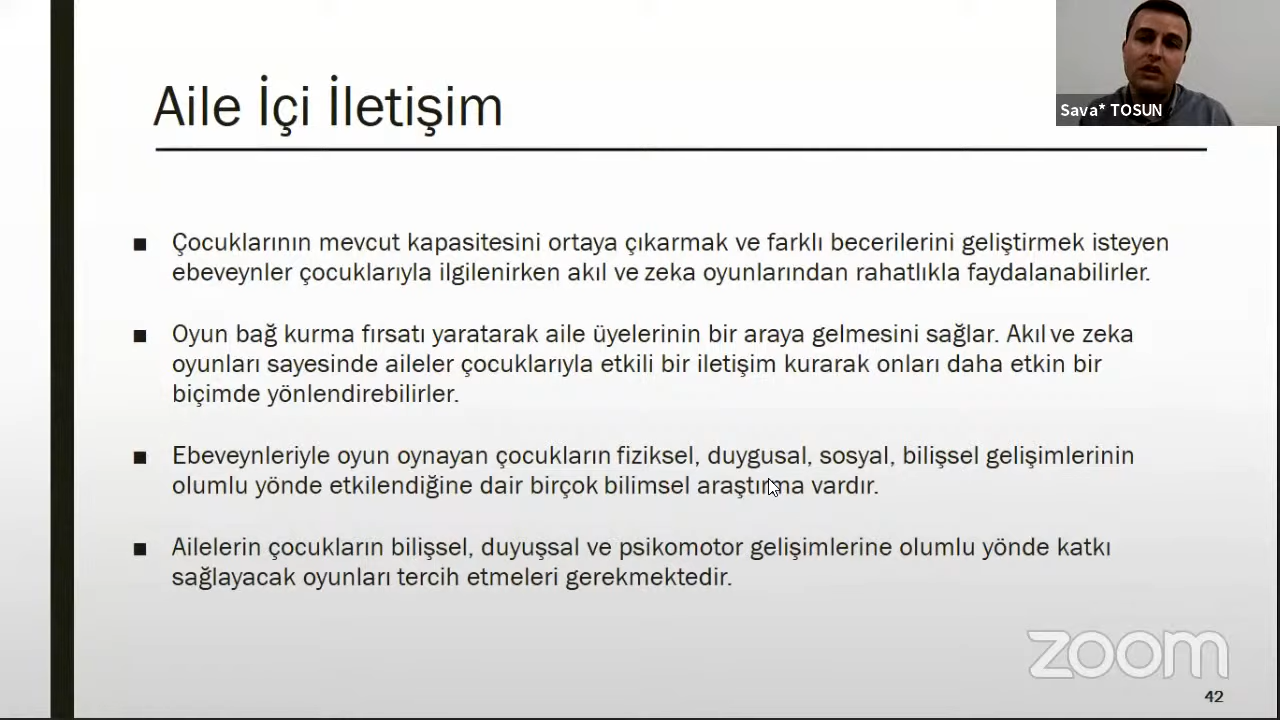 Aile İçi İletişim
Sava* TOSUN
■ Çocuklarının mevcut kapasitesini ortaya çıkarmak ve farklı becerilerini geliştirmek isteyen
ebeveynler çocuklarıyla ilgilenirken akıl ve zeka oyunlarından rahatlıkla faydalanabilirler.
■ Oyun bağ kurma fırsatı yaratarak aile üyelerinin bir araya gelmesini sağlar. Akıl ve zeka
oyunları sayesinde aileler çocuklarıyla etkili bir iletişim kurarak onları daha etkin bir
biçimde yönlendirebilirler.
■ Ebeveynleriyle oyun oynayan çocukların fiziksel, duygusal, sosyal, bilişsel gelişimlerinin
olumlu yönde etkilendiğine dair birçok bilimsel araştırma vardır.
■ Ailelerin çocukların bilişsel, duyuşsal ve psikomotor gelişimlerine olumlu yönde katkı
sağlayacak oyunları tercih etmeleri gerekmektedir.
zoom
42